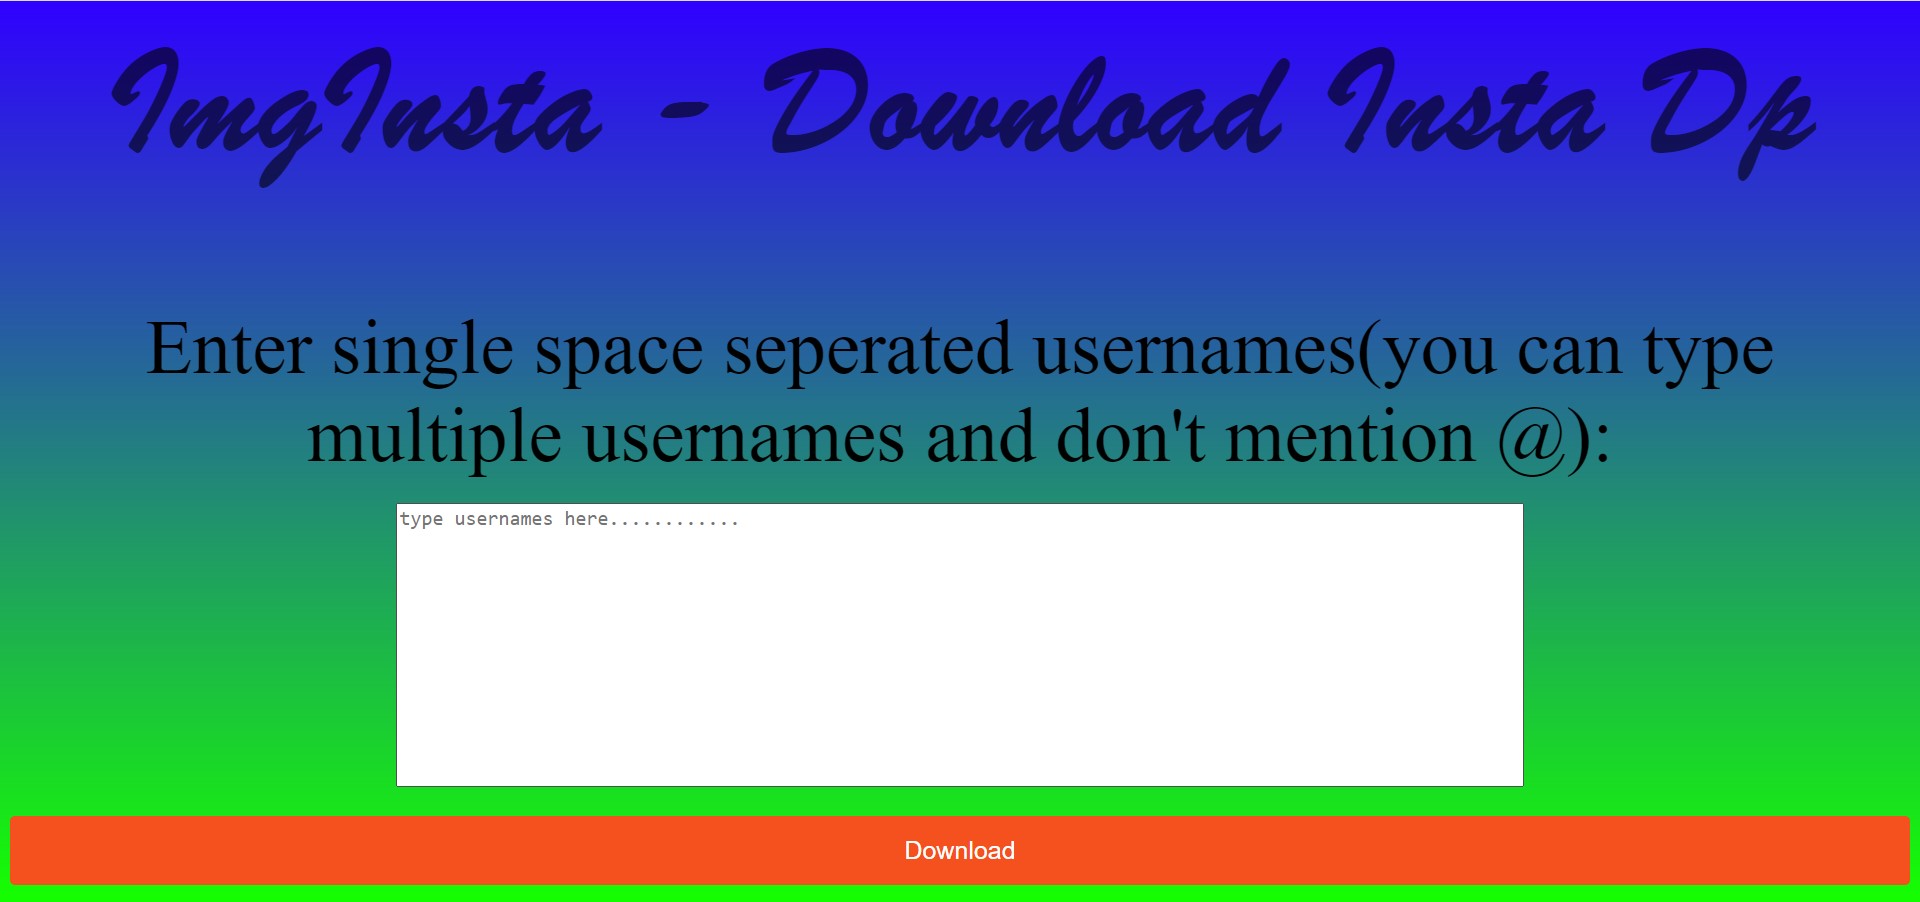 ImgInsta - Download Insta Dp
Enter single space seperated usernames(you can type
multiple usernames and don't mention @):
type usernames here............
Download